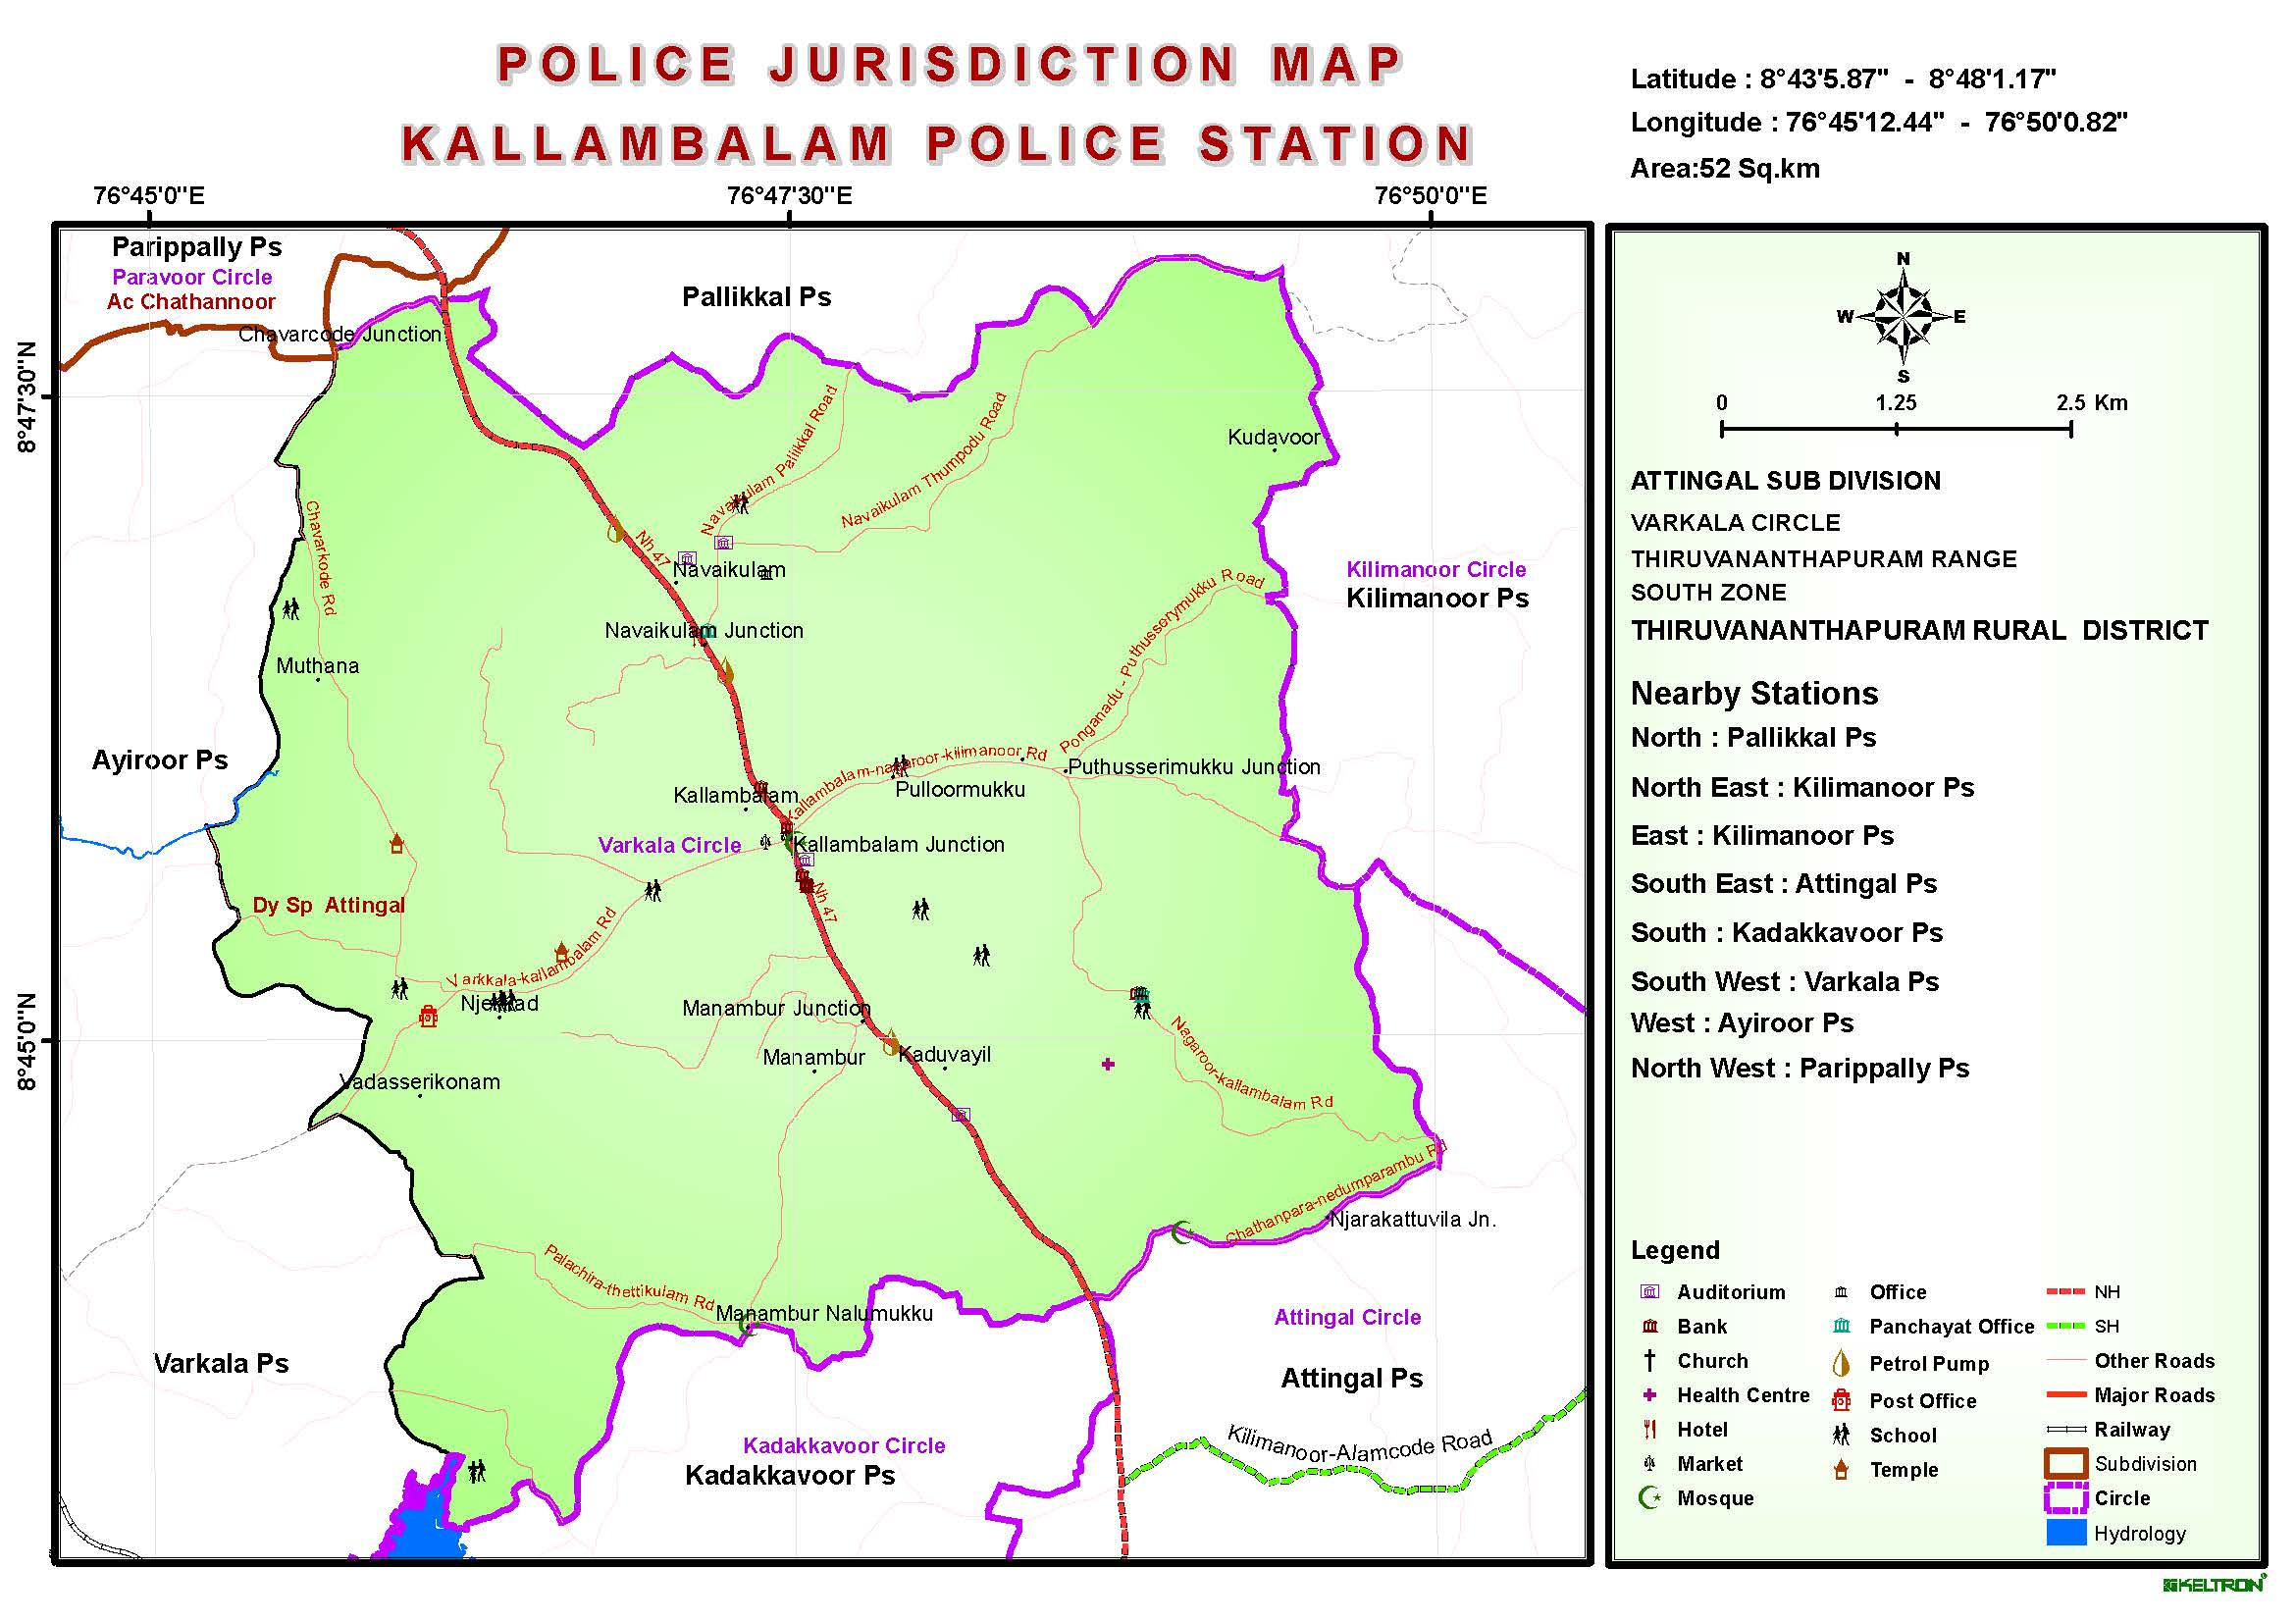 POLICE JURISDICTION MAP
KALLAMBALAM POLICE STATION
Latitude : 8°43'5.87" - 8°48'1.17"
Longitude : 76°45'12.44" - 76°50'0.82"
Area:52 Sq.km
76°45'0"E
76°47'30"E
76°50'0"E
8°47'30"N
8°45'0"N
Parippally Ps
Paravoor Circle
Ac Chathannoor
Chavarcode Junction
Pallikkal Ps
Navaikulam Pallikkal Road
Navaikulam Thumpodu Road
Kudavoor
Chavarkode Rd
Nh 47
Navaikulam
Kilimanoor Circle
Kilimanoor Ps
Navaikulam Junction
Ponganadu - Puthusserymukku Road
Muthana
Ayiroor Ps
Kallambalam-nagaroor-kilimanoor Rd
Puthusserimukku Junction
Kallambalam
Pulloormukku
Varkala Circle
Kallambalam Junction
Nh 47
Dy Sp Attingal
Varkkala-kallambalam Rd
Njekkad
Manambur Junction
Manambur
Kaduvayil
Nagaroor-kallambalam Rd
Vadasserikonam
Chathanpara-nedumparambu Rd
Njarakattuvila Jn.
Palachira-thettikulam Rd
Manambur Nalumukku
Attingal Circle
Attingal Ps
Varkala Ps
Kadakkavoor Circle
Kadakkavoor Ps
Kilimanoor-Alamcode Road
N
W
E
S
0 1.25 2.5 Km
ATTINGAL SUB DIVISION
VARKALA CIRCLE
THIRUVANANTHAPURAM RANGE
SOUTH ZONE
THIRUVANANTHAPURAM RURAL DISTRICT
Nearby Stations
North : Pallikkal Ps
North East : Kilimanoor Ps
East : Kilimanoor Ps
South East : Attingal Ps
South : Kadakkavoor Ps
South West : Varkala Ps
West : Ayiroor Ps
North West : Parippally Ps
Legend
Auditorium
Bank
Church
Health Centre
Hotel
Market
Mosque
Office
Panchayat Office
Petrol Pump
Post Office
School
Temple
NH
SH
Other Roads
Major Roads
Railway
Subdivision
Circle
Hydrology
KELTRON